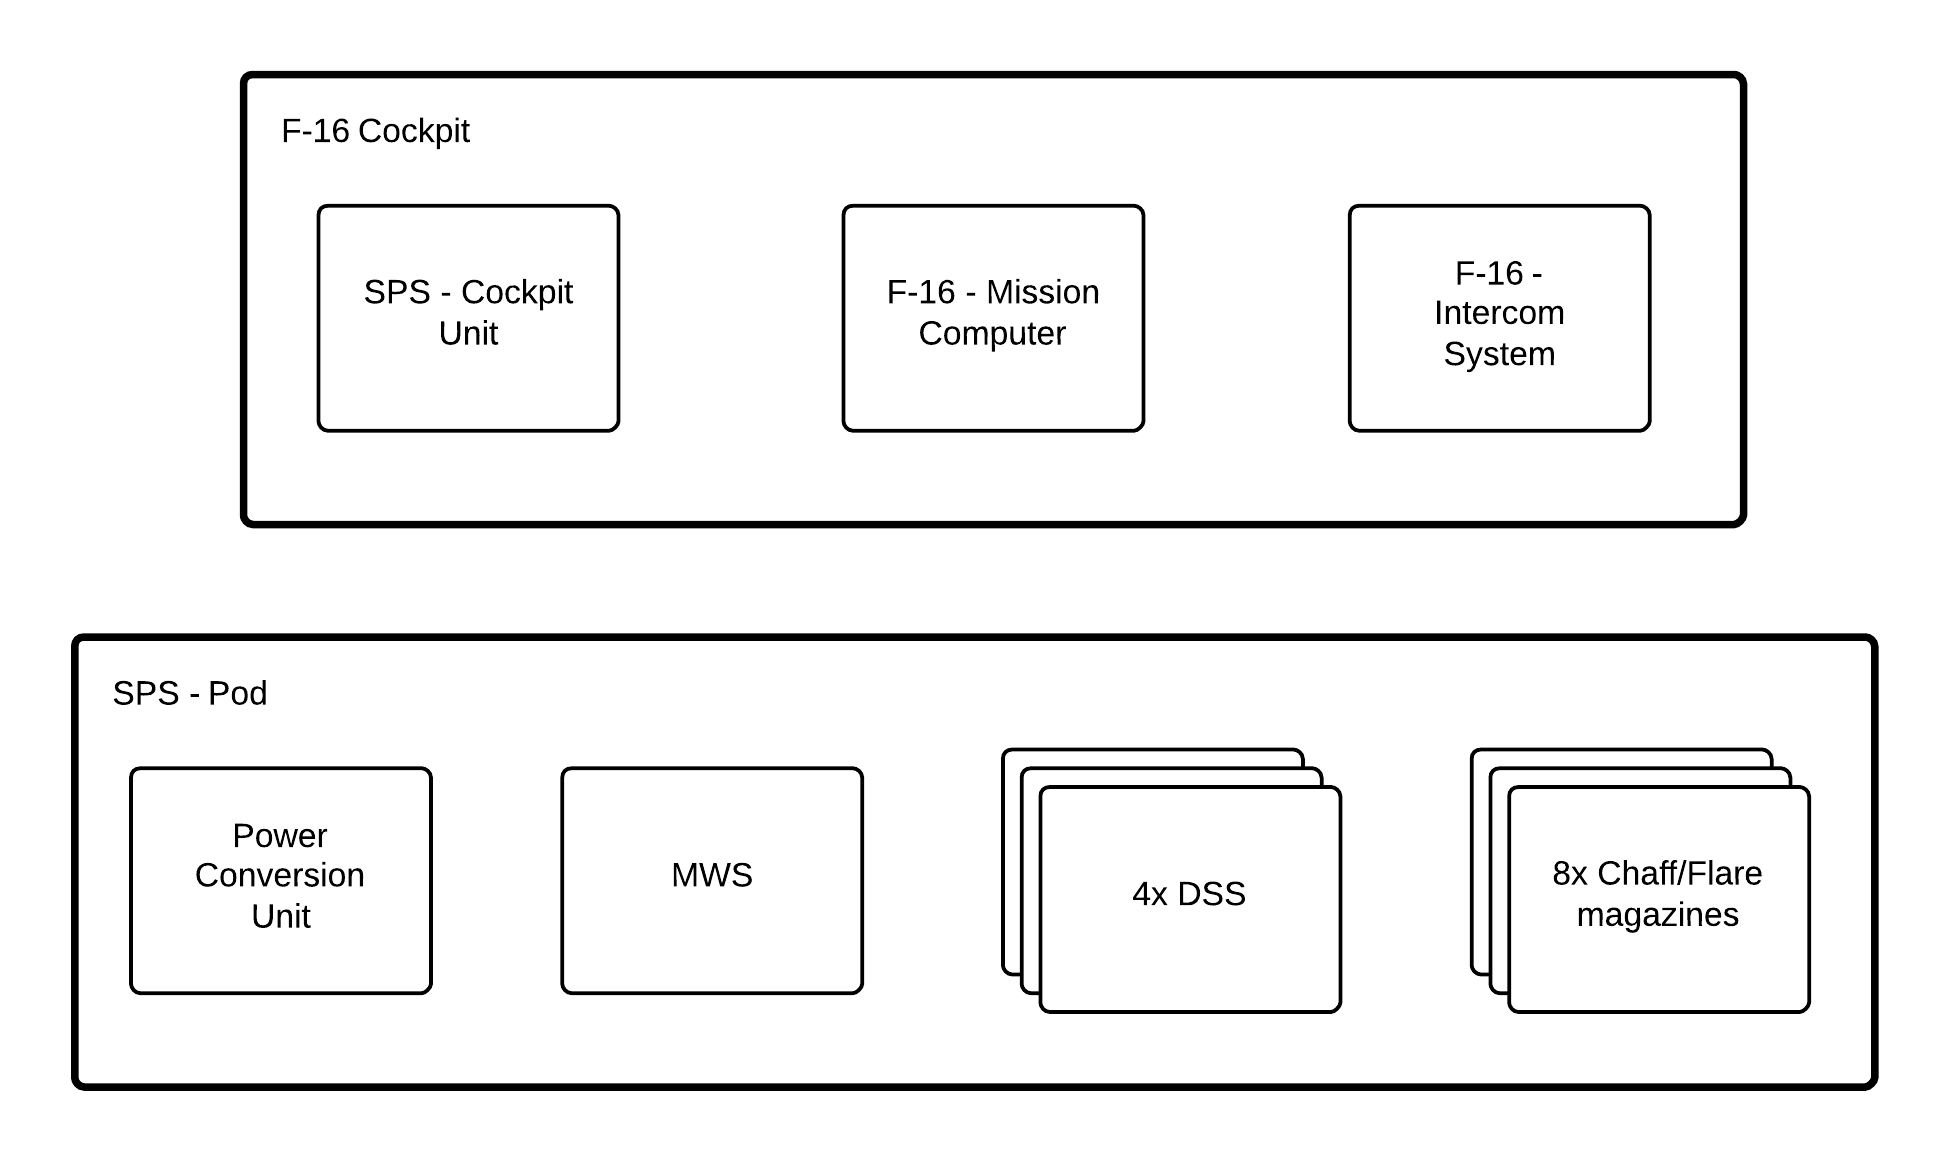 F-16 Cockpit
SPS - Cockpit
Unit
F-16 - Mission
Computer
F-16 -
Intercom
System
SPS - Pod
Power
Conversion
Unit
MWS
4x DSS
8x Chaff/Flare
magazines